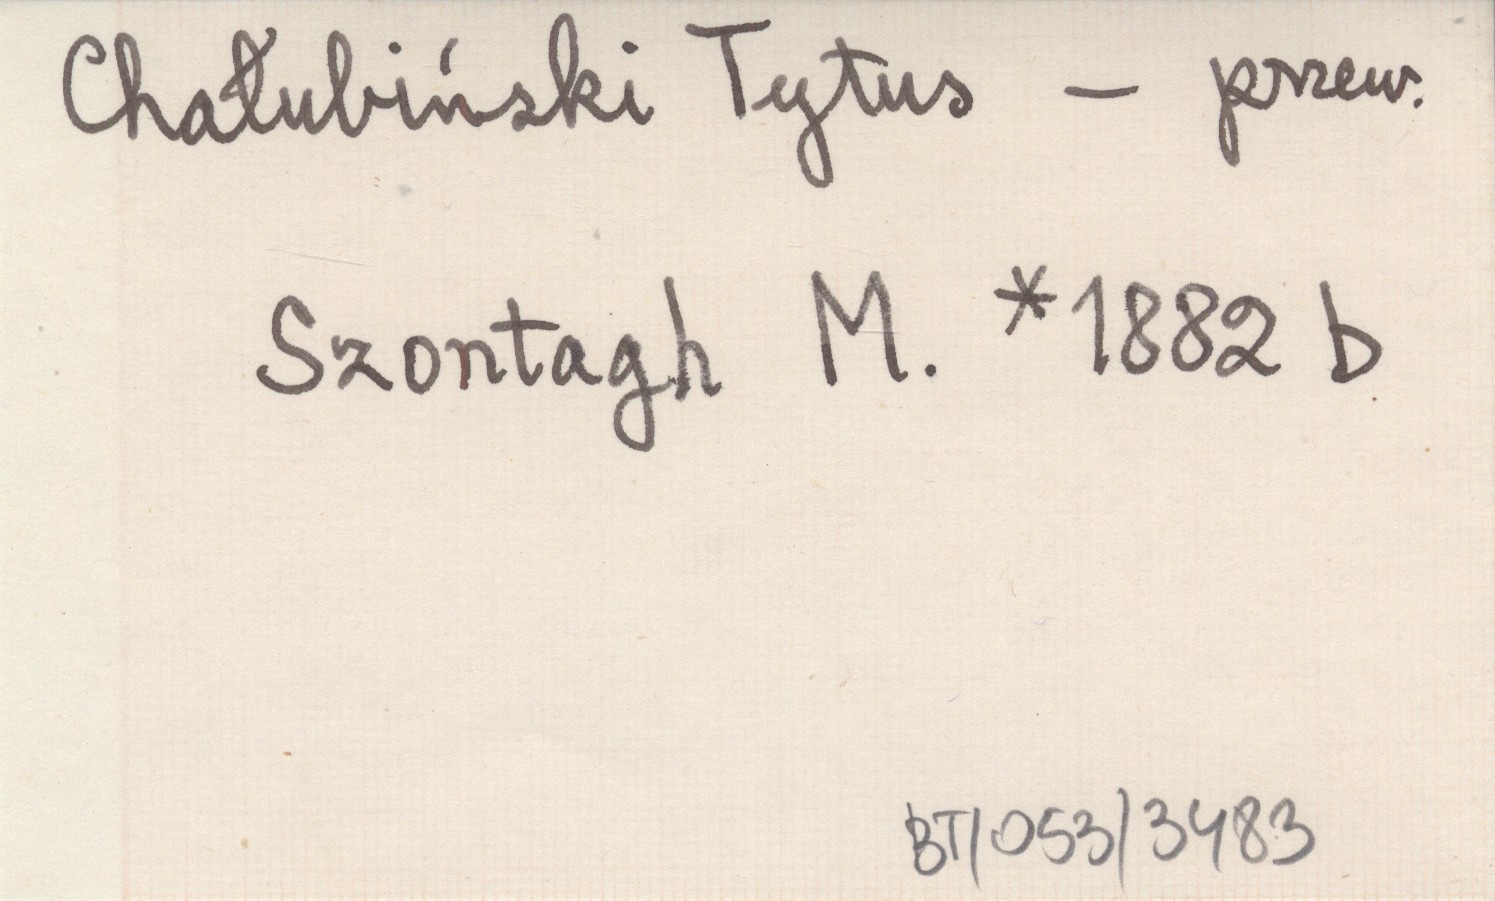 Chałubiński Tytus – przew.
Szontagh M. *1882 b
BT/053/3483